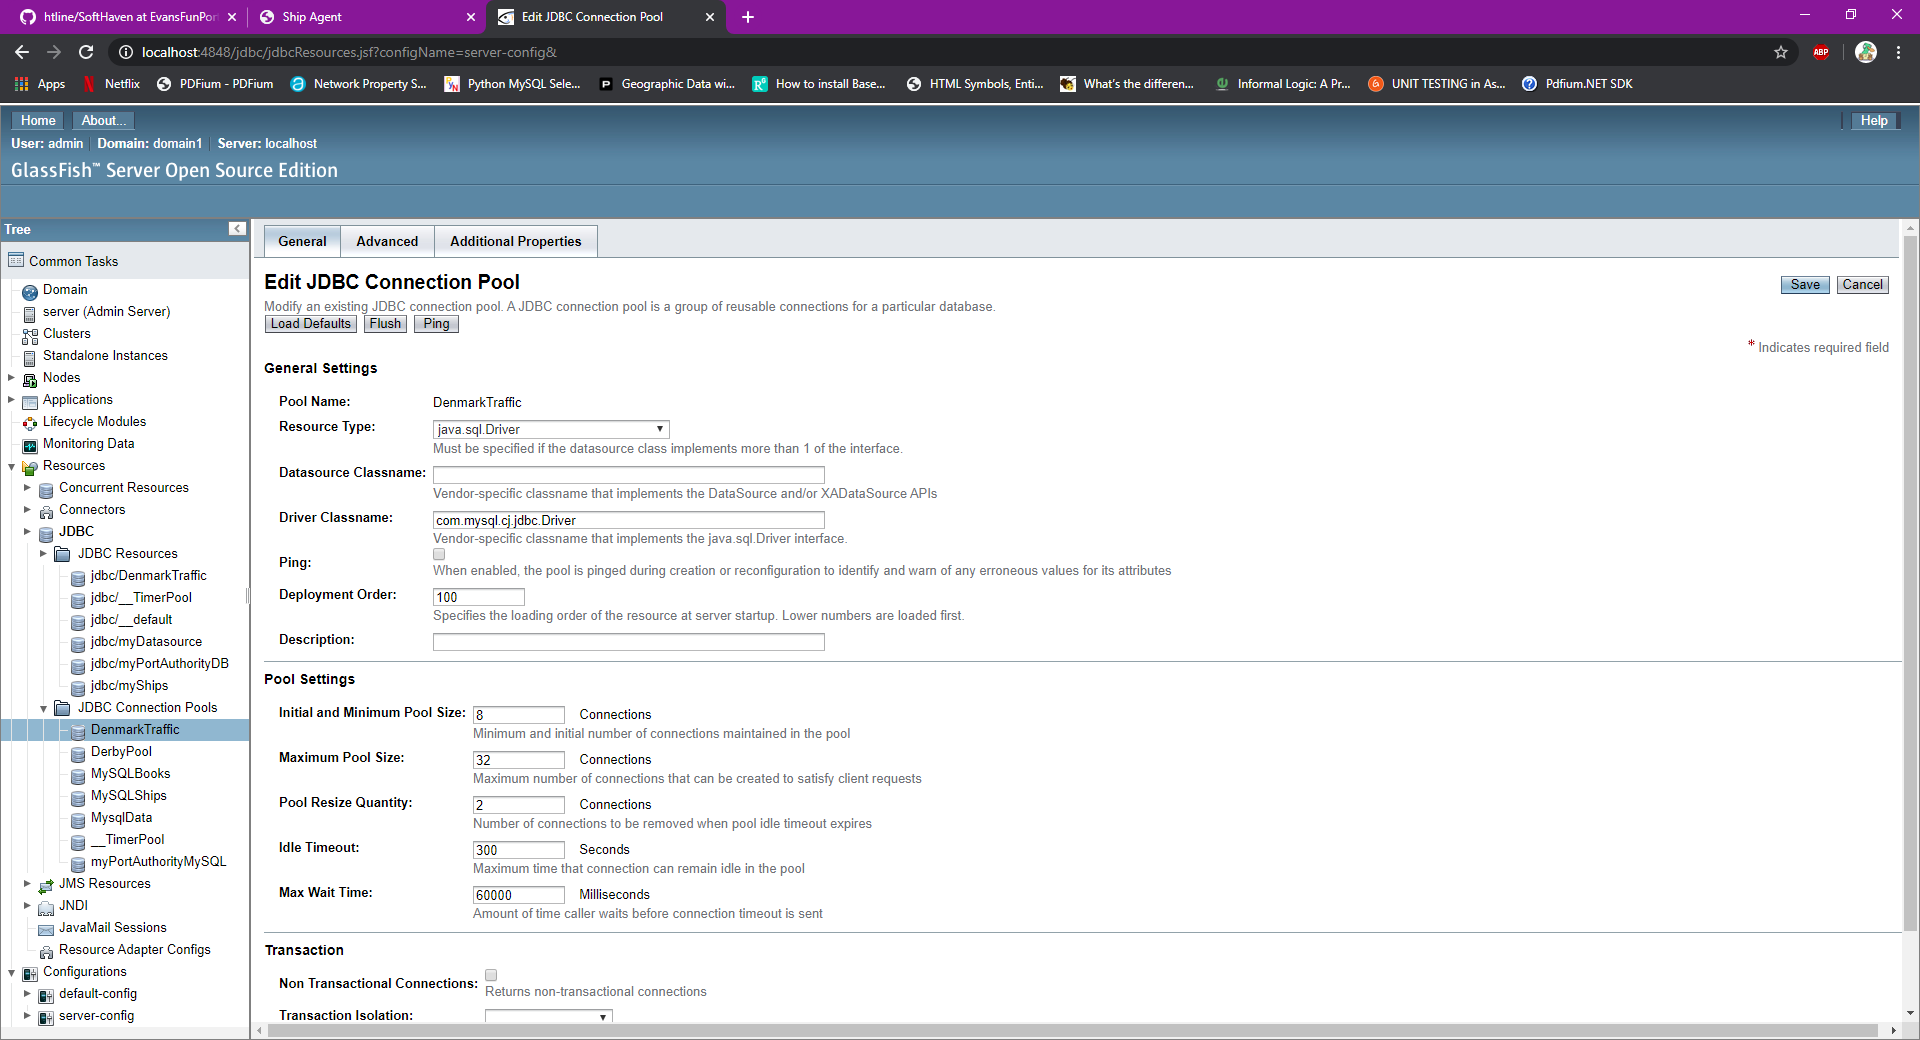 htline/SoftHaven at EvansFunPor
Ship Agent
Edit JDBC Connection Pool
localhost:4848/jdbc/jdbcResources.jsf?configName=server-config&
ABP
Apps
Netflix
PDFium - PDFium
Network Property S...
Python MySQL Sele...
Geographic Data wi...
How to install Base...
HTML Symbols, Enti...
What's the differen...
Informal Logic: A Pr...
UNIT TESTING in As...
Pdfium.NET SDK
Home
About...
Help
User: admin Domain: domain1 Server: localhost
GlassFish™ Server Open Source Edition
Tree
Common Tasks
Domain
server (Admin Server)
Clusters
Standalone Instances
Nodes
Applications
Lifecycle Modules
Monitoring Data
Resources
Concurrent Resources
Connectors
JDBC
JDBC Resources
jdbc/DenmarkTraffic
jdbc/__TimerPool
jdbc/__default
jdbc/myDatasource
jdbc/myPortAuthorityDB
jdbc/myShips
JDBC Connection Pools
DenmarkTraffic
DerbyPool
MySQLBooks
MySQLShips
MysqlData
__TimerPool
myPortAuthorityMySQL
JMS Resources
JNDI
JavaMail Sessions
Resource Adapter Configs
Configurations
default-config
server-config
General
Advanced
Additional Properties
Edit JDBC Connection Pool
Save
Cancel
Modify an existing JDBC connection pool. A JDBC connection pool is a group of reusable connections for a particular database.
Load Defaults
Flush
Ping
* Indicates required field
General Settings
Pool Name: DenmarkTraffic
Resource Type: java.sql.Driver
Must be specified if the datasource class implements more than 1 of the interface.
Datasource Classname:
Vendor-specific classname that implements the DataSource and/or XADataSource APIs
Driver Classname: com.mysql.cj.jdbc.Driver
Vendor-specific classname that implements the java.sql.Driver interface.
Ping:
When enabled, the pool is pinged during creation or reconfiguration to identify and warn of any erroneous values for its attributes
Deployment Order: 100
Specifies the loading order of the resource at server startup. Lower numbers are loaded first.
Description:
Pool Settings
Initial and Minimum Pool Size: 8 Connections
Minimum and initial number of connections maintained in the pool
Maximum Pool Size: 32 Connections
Maximum number of connections that can be created to satisfy client requests
Pool Resize Quantity: 2 Connections
Number of connections to be removed when pool idle timeout expires
Idle Timeout: 300 Seconds
Maximum time that connection can remain idle in the pool
Max Wait Time: 60000 Milliseconds
Amount of time caller waits before connection timeout is sent
Transaction
Non Transactional Connections:
Returns non-transactional connections
Transaction Isolation: